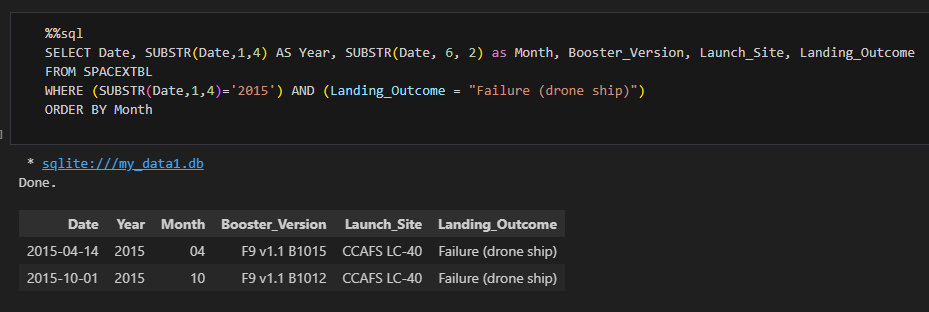 %%sql
SELECT Date, SUBSTR(Date,1,4) AS Year, SUBSTR(Date, 6, 2) as Month, Booster_Version, Launch_Site, Landing_Outcome
FROM SPACEXTBL
WHERE (SUBSTR(Date,1,4)='2015') AND (Landing_Outcome = "Failure (drone ship)")
ORDER BY Month
]
* sqlite:///my_data1.db
Done.
Date Year Month Booster_Version Launch_Site Landing_Outcome
2015-04-14 2015 04 F9 v1.1 B1015 CCAFS LC-40 Failure (drone ship)
2015-10-01 2015 10 F9 v1.1 B1012 CCAFS LC-40 Failure (drone ship)